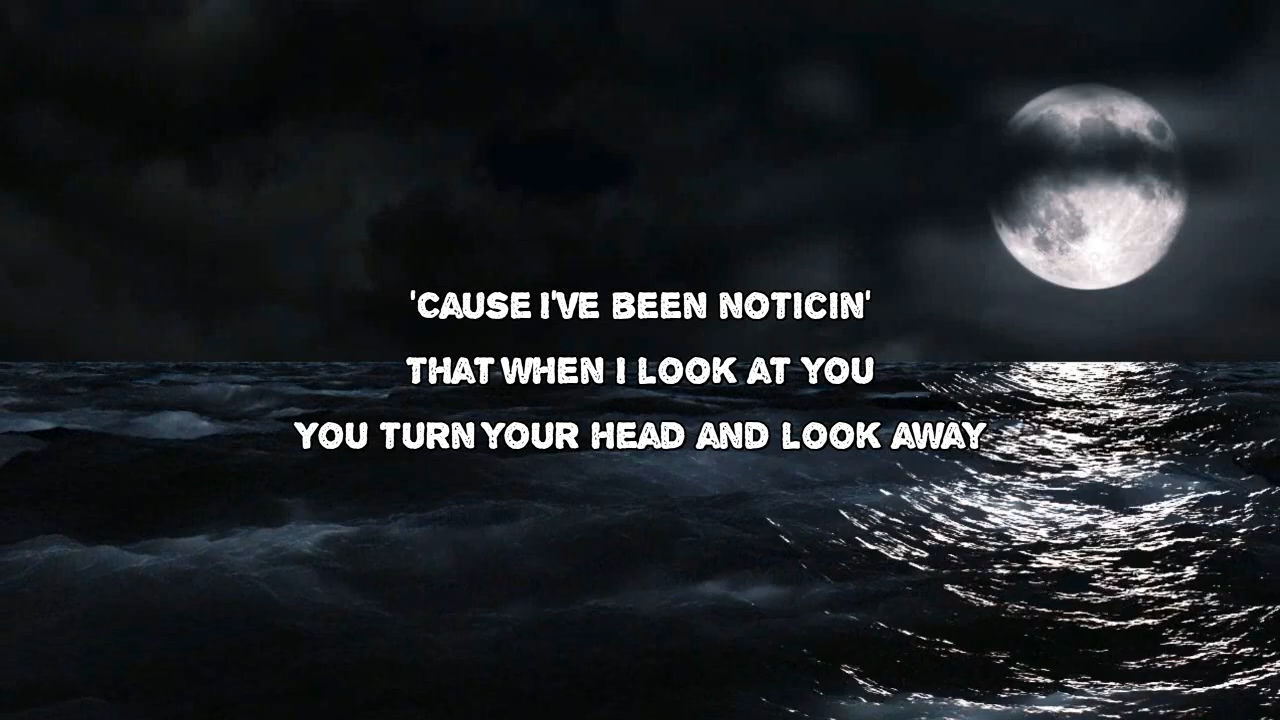 'CAUSE I'VE BEEN NOTICIN'
THAT WHEN I LOOK AT YOU
YOU TURN YOUR HEAD AND LOOK AWAY